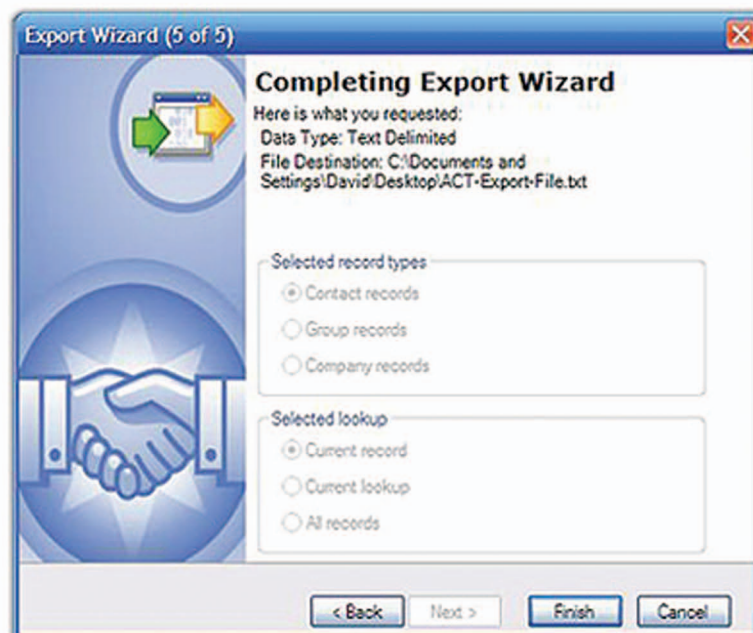 Export Wizard (5 of 5)
Completing Export Wizard
Here is what you requested:
Data Type: Text Delimited
File Destination: C:\Documents and
Settings\David\Desktop\ACT-Export-File.txt
Selected record types
Contact records
Group records
Company records
Selected lookup
Current record
Current lookup
All records
< Back
Next >
Finish
Cancel